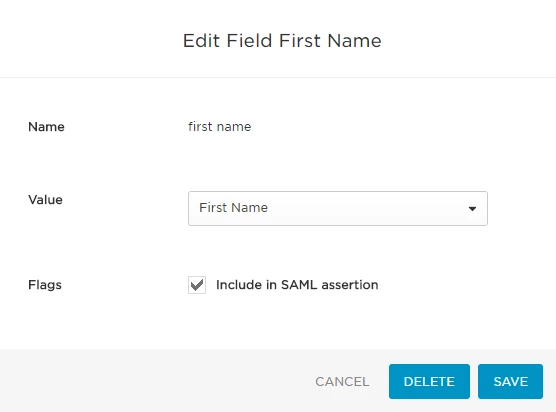 Edit Field First Name
Name first name
Value First Name
Flags Include in SAML assertion
CANCEL DELETE SAVE